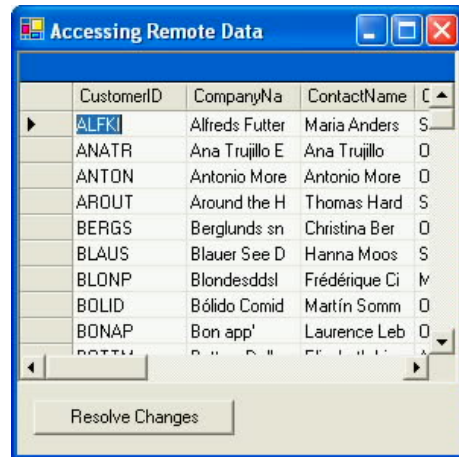 Accessing Remote Data
CustomerID CompanyNa ContactName C
ALFKI Alfreds Futter Maria Anders S
ANATR Ana Trujillo E Ana Trujillo O
ANTON Antonio More Antonio More O
AROUT Around the H Thomas Hard S
BERGS Berglunds sn Christina Ber O
BLAUS Blauer See D Hanna Moos S
BLONP Blondesddsl Frédérique Ci M
BOLID Bólido Comid Martín Somm O
BONAP Bon app' Laurence Leb O
Resolve Changes